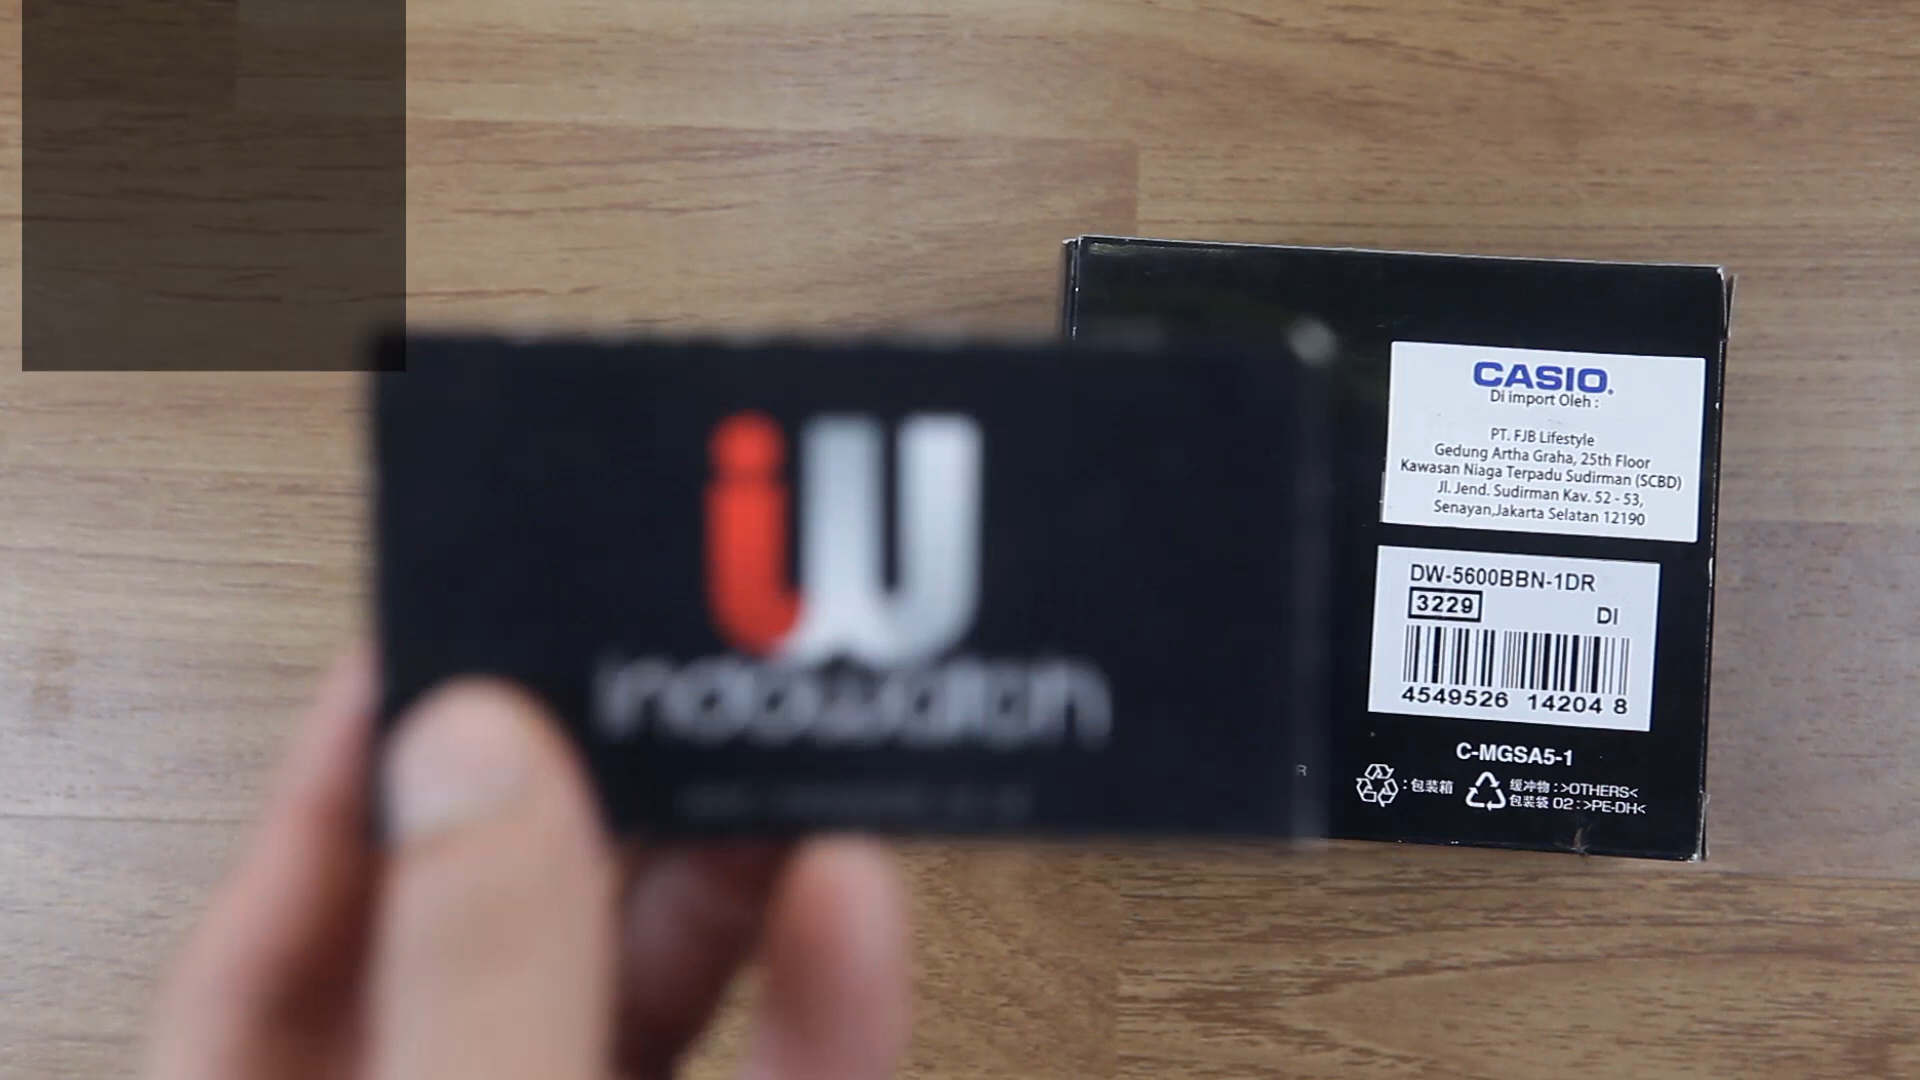 iW
indowatch
CASIO.
Di import Oleh :
PT. FJB Lifestyle
Gedung Artha Graha, 25th Floor
Kawasan Niaga Terpadu Sudirman (SCBD)
Jl. Jend. Sudirman Kav. 52 - 53,
Senayan,Jakarta Selatan 12190
DW-5600BBN-1DR
3229
DI
4549526 14204 8
C-MGSA5-1
R
:包装箱
缓冲物:>OTHERS<
包装袋 02:>PE-DH<